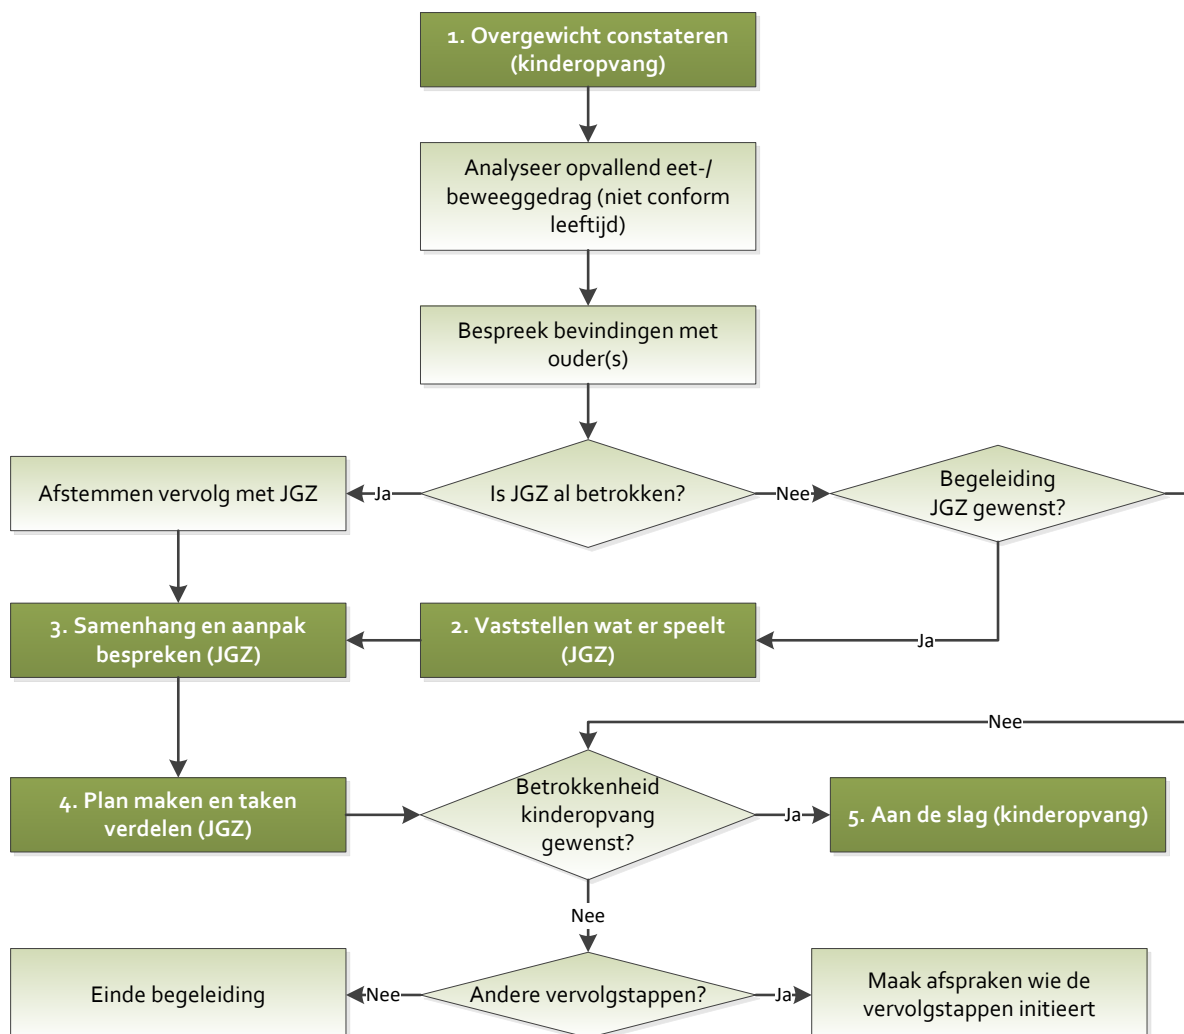 1. Overgewicht constateren
(kinderopvang)
Analyseer opvallend eet-/
beweeggedrag (niet conform
leeftijd)
Bespreek bevindingen met
ouder(s)
Afstemmen vervolg met JGZ
Ja
Is JGZ al betrokken?
Nee
Begeleiding
JGZ gewenst?
3. Samenhang en aanpak
bespreken (JGZ)
2. Vaststellen wat er speelt
(JGZ)
Ja
Nee
4. Plan maken en taken
verdelen (JGZ)
Betrokkenheid
kinderopvang
gewenst?
Ja
5. Aan de slag (kinderopvang)
Nee
Einde begeleiding
Nee
Andere vervolgstappen?
Ja
Maak afspraken wie de
vervolgstappen initieert